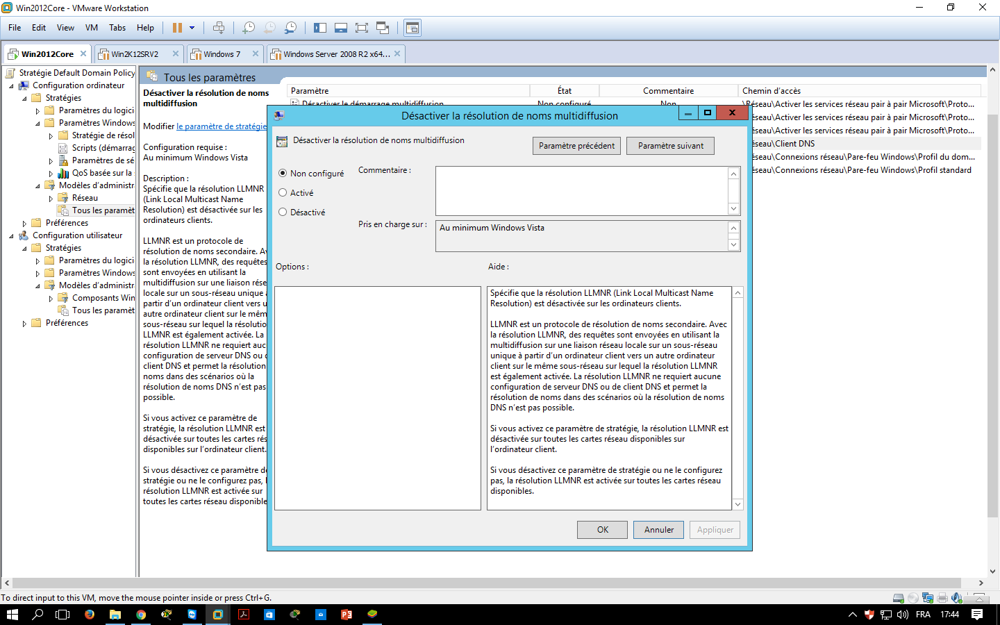 Win2012Core - VMware Workstation
File Edit View VM Tabs Help
Win2012Core
Win2K12SRV2
Windows 7
Windows Server 2008 R2 x64...
Stratégie Default Domain Policy
Configuration ordinateur
Stratégies
Paramètres du logici
Paramètres Windows
Stratégie de résol
Scripts (démarrag
Paramètres de sé
QoS basée sur la
Modèles d'administra
Réseau
Tous les paramèt
Préférences
Configuration utilisateur
Stratégies
Paramètres du logici
Paramètres Windows
Modèles d'administra
Composants Win
Tous les paramèt
Préférences
Tous les paramètres
Désactiver la résolution de noms
multidiffusion
Modifier le paramètre de stratégie
Configuration requise :
Au minimum Windows Vista
Description :
Spécifie que la résolution LLMNR
(Link Local Multicast Name
Resolution) est désactivée sur les
ordinateurs clients.
LLMNR est un protocole de
résolution de noms secondaire. Av
la résolution LLMNR, des requêtes
sont envoyées en utilisant la
multidiffusion sur une liaison rése
locale sur un sous-réseau unique à
partir d'un ordinateur client vers u
autre ordinateur client sur le mêm
sous-réseau sur lequel la résolution
LLMNR est également activée. La
résolution LLMNR ne requiert auc
configuration de serveur DNS ou d
client DNS et permet la résolution
noms dans des scénarios où la
résolution de noms DNS n'est pas
possible.
Si vous activez ce paramètre de
stratégie, la résolution LLMNR est
désactivée sur toutes les cartes rés
disponibles sur l'ordinateur client.
Si vous désactivez ce paramètre de
stratégie ou ne le configurez pas, l
résolution LLMNR est activée sur
toutes les cartes réseau disponible
Paramètre État Commentaire Chemin d'accès
Désactiver le démarrage multidiffusion Non configuré Non \Réseau\Activer les services réseau pair à pair Microsoft\Proto...
éseau\Activer les services réseau pair à pair Microsoft\Proto...
éseau\Activer les services réseau pair à pair Microsoft\Proto...
éseau\Client DNS
éseau\Connexions réseau\Pare-feu Windows\Profil du dom...
éseau\Connexions réseau\Pare-feu Windows\Profil standard
Désactiver la résolution de noms multidiffusion
Désactiver la résolution de noms multidiffusion
Paramètre précédent
Paramètre suivant
Non configuré
Activé
Désactivé
Commentaire :
Pris en charge sur :
Au minimum Windows Vista
Options :
Aide :
Spécifie que la résolution LLMNR (Link Local Multicast Name
Resolution) est désactivée sur les ordinateurs clients.
LLMNR est un protocole de résolution de noms secondaire. Avec
la résolution LLMNR, des requêtes sont envoyées en utilisant la
multidiffusion sur une liaison réseau locale sur un sous-réseau
unique à partir d'un ordinateur client vers un autre ordinateur
client sur le même sous-réseau sur lequel la résolution LLMNR
est également activée. La résolution LLMNR ne requiert aucune
configuration de serveur DNS ou de client DNS et permet la
résolution de noms dans des scénarios où la résolution de noms
DNS n'est pas possible.
Si vous activez ce paramètre de stratégie, la résolution LLMNR est
désactivée sur toutes les cartes réseau disponibles sur
l'ordinateur client.
Si vous désactivez ce paramètre de stratégie ou ne le configurez
pas, la résolution LLMNR est activée sur toutes les cartes réseau
disponibles.
OK Annuler Appliquer
To direct input to this VM, move the mouse pointer inside or press Ctrl+G.
FRA 17:44